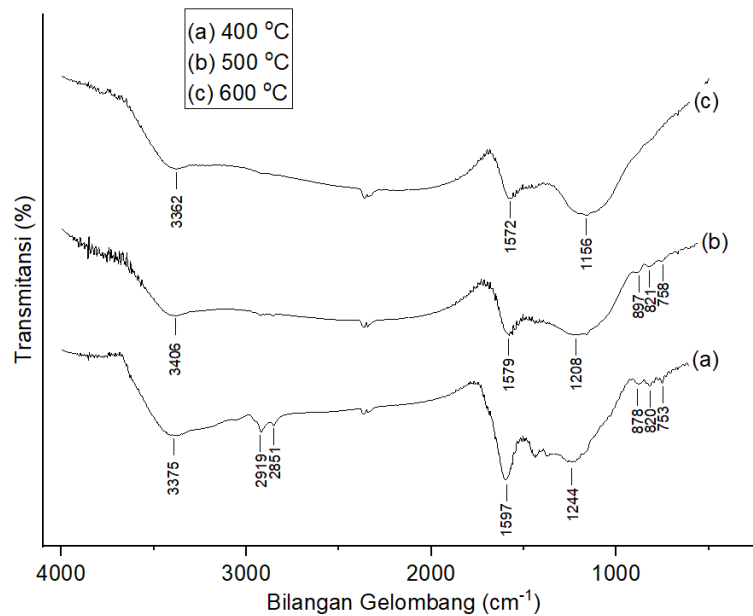 (a) 400 °C
(b) 500 °C
(c) 600 °C
(c)
3362
1572
1156
(b)
3406
1579
1208
897
821
758
(a)
3375
2919
2851
1597
1244
878
820
753
Transmitansi (%)
4000
3000
2000
1000
Bilangan Gelombang (cm⁻¹)